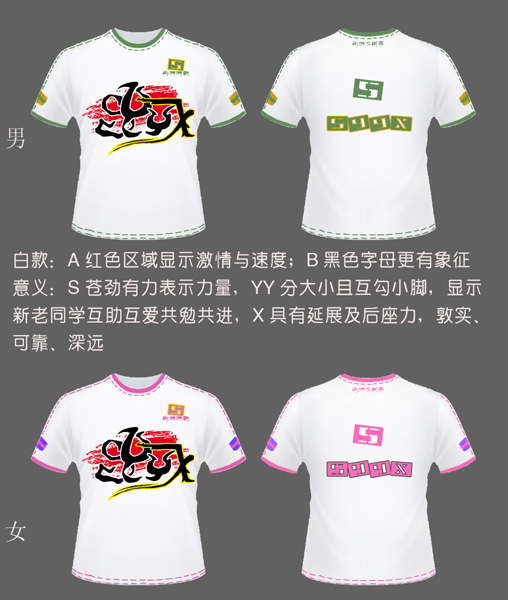 男
白款：A 红色区域显示激情与速度；B 黑色字母更有象征
意义：S 苍劲有力表示力量，YY 分大小且互勾小脚，显示
新老同学互助互爱共勉共进，X 具有延展及后座力，敦实、
可靠、深远
女